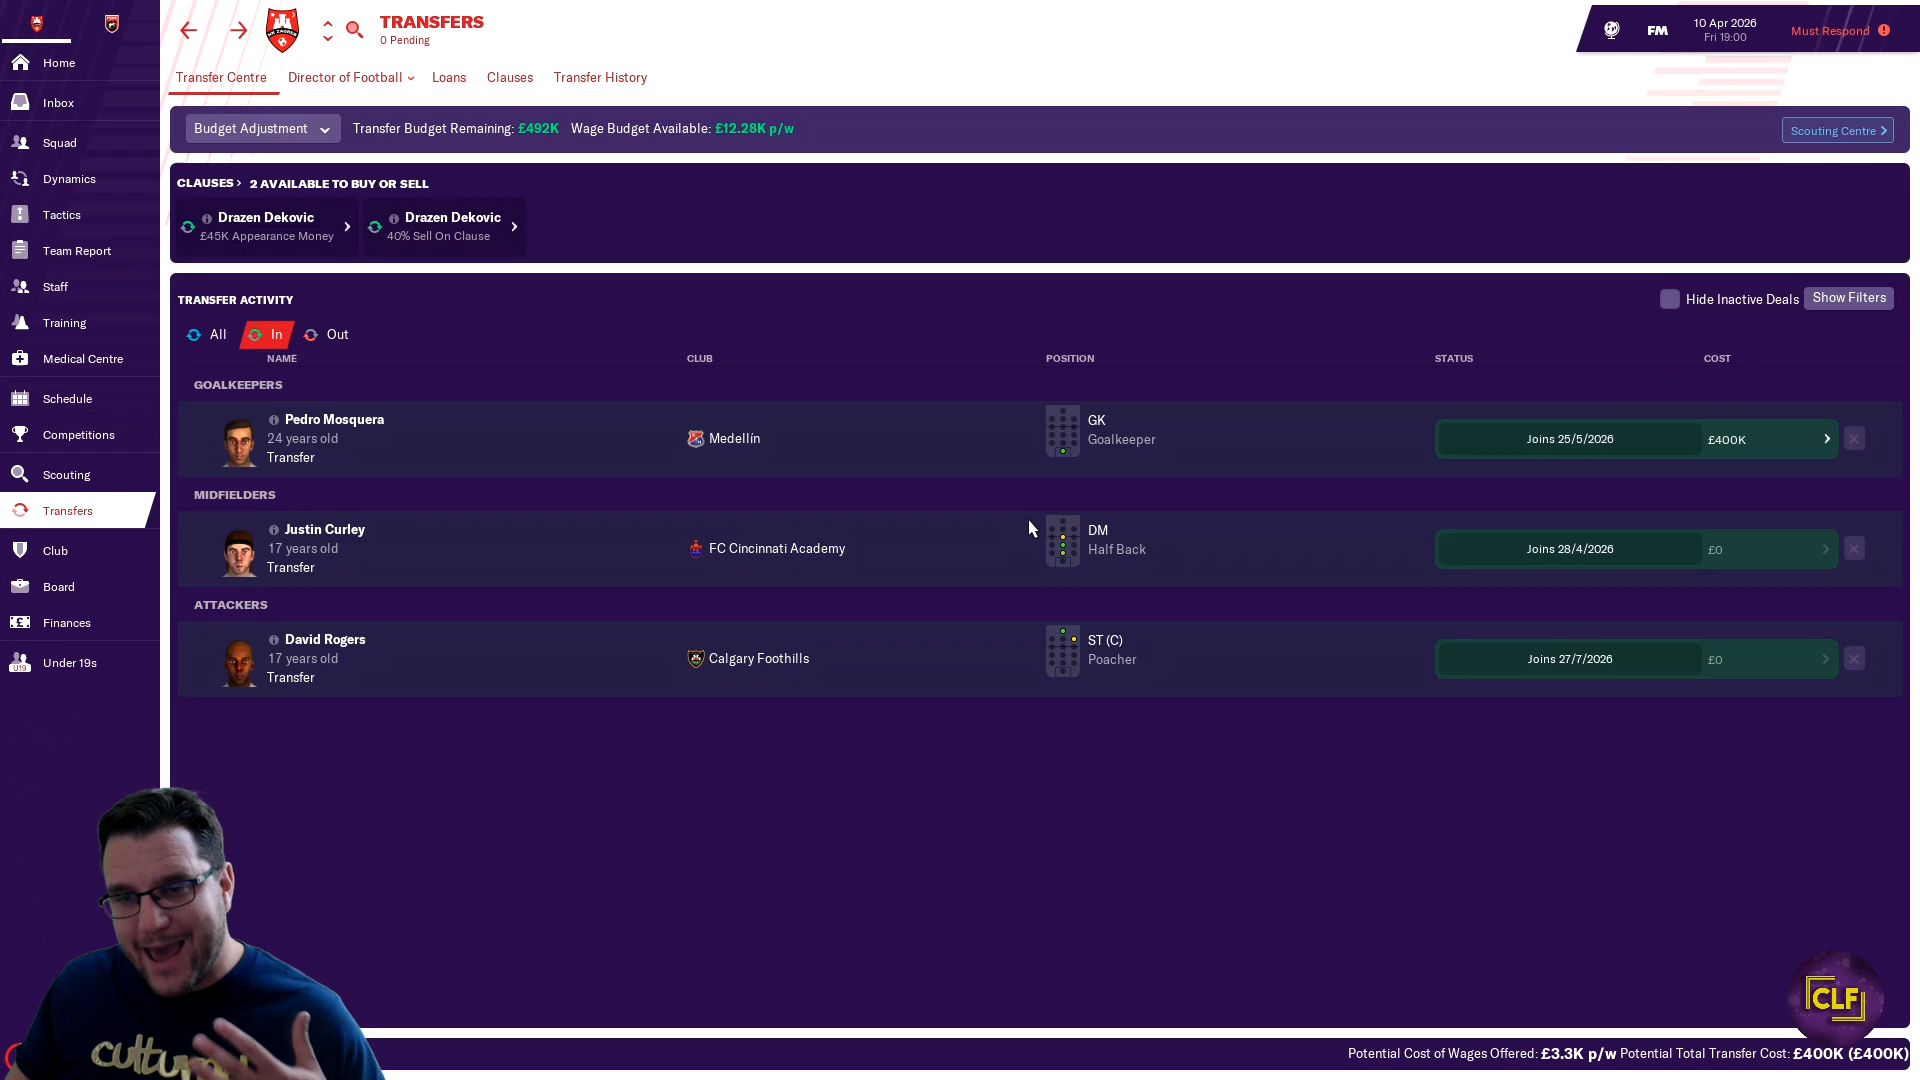 TRANSFERS
0 Pending
FM
10 Apr 2026
Fri 19:00
Must Respond
Home
Inbox
Squad
Dynamics
Tactics
Team Report
Staff
Training
Medical Centre
Schedule
Competitions
Scouting
Transfers
Club
Board
Finances
U19
Under 19s
Transfer Centre
Director of Football
Loans
Clauses
Transfer History
Budget Adjustment
Transfer Budget Remaining: £492K
Wage Budget Available: £12.28K p/w
Scouting Centre
CLAUSES
2 AVAILABLE TO BUY OR SELL
Drazen Dekovic
£45K Appearance Money
Drazen Dekovic
40% Sell On Clause
TRANSFER ACTIVITY
Hide Inactive Deals
Show Filters
All
In
Out
NAME CLUB POSITION STATUS COST
GOALKEEPERS
Pedro Mosquera
24 years old
Transfer
Medellín
GK
Goalkeeper
Joins 25/5/2026
£400K
MIDFIELDERS
Justin Curley
17 years old
Transfer
FC Cincinnati Academy
DM
Half Back
Joins 28/4/2026
£0
ATTACKERS
David Rogers
17 years old
Transfer
Calgary Foothills
ST (C)
Poacher
Joins 27/7/2026
£0
CLF
Potential Cost of Wages Offered: £3.3K p/w Potential Total Transfer Cost: £400K (£400K)